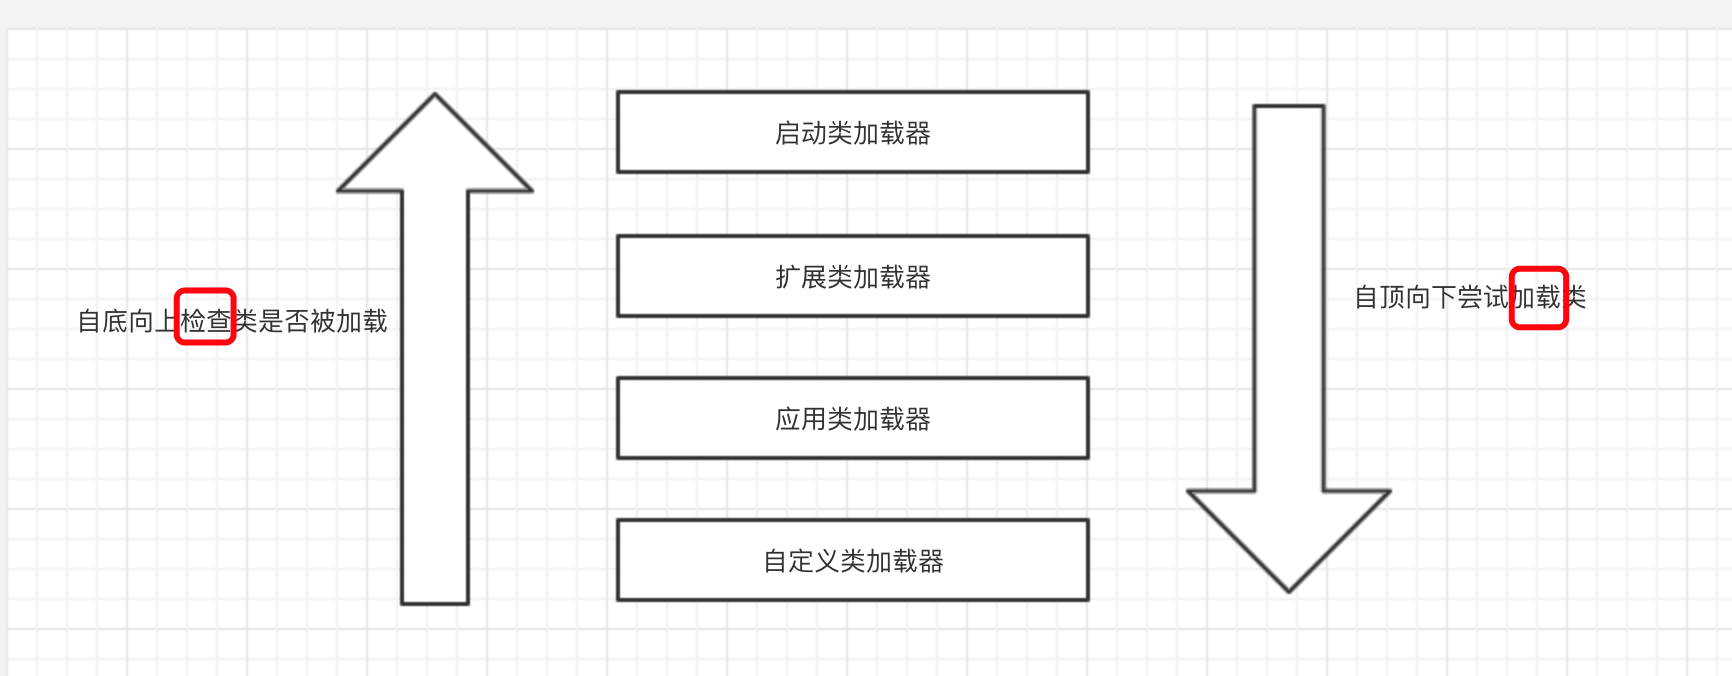 启动类加载器
扩展类加载器
自顶向下尝试加载类
自底向上检查类是否被加载
应用类加载器
自定义类加载器